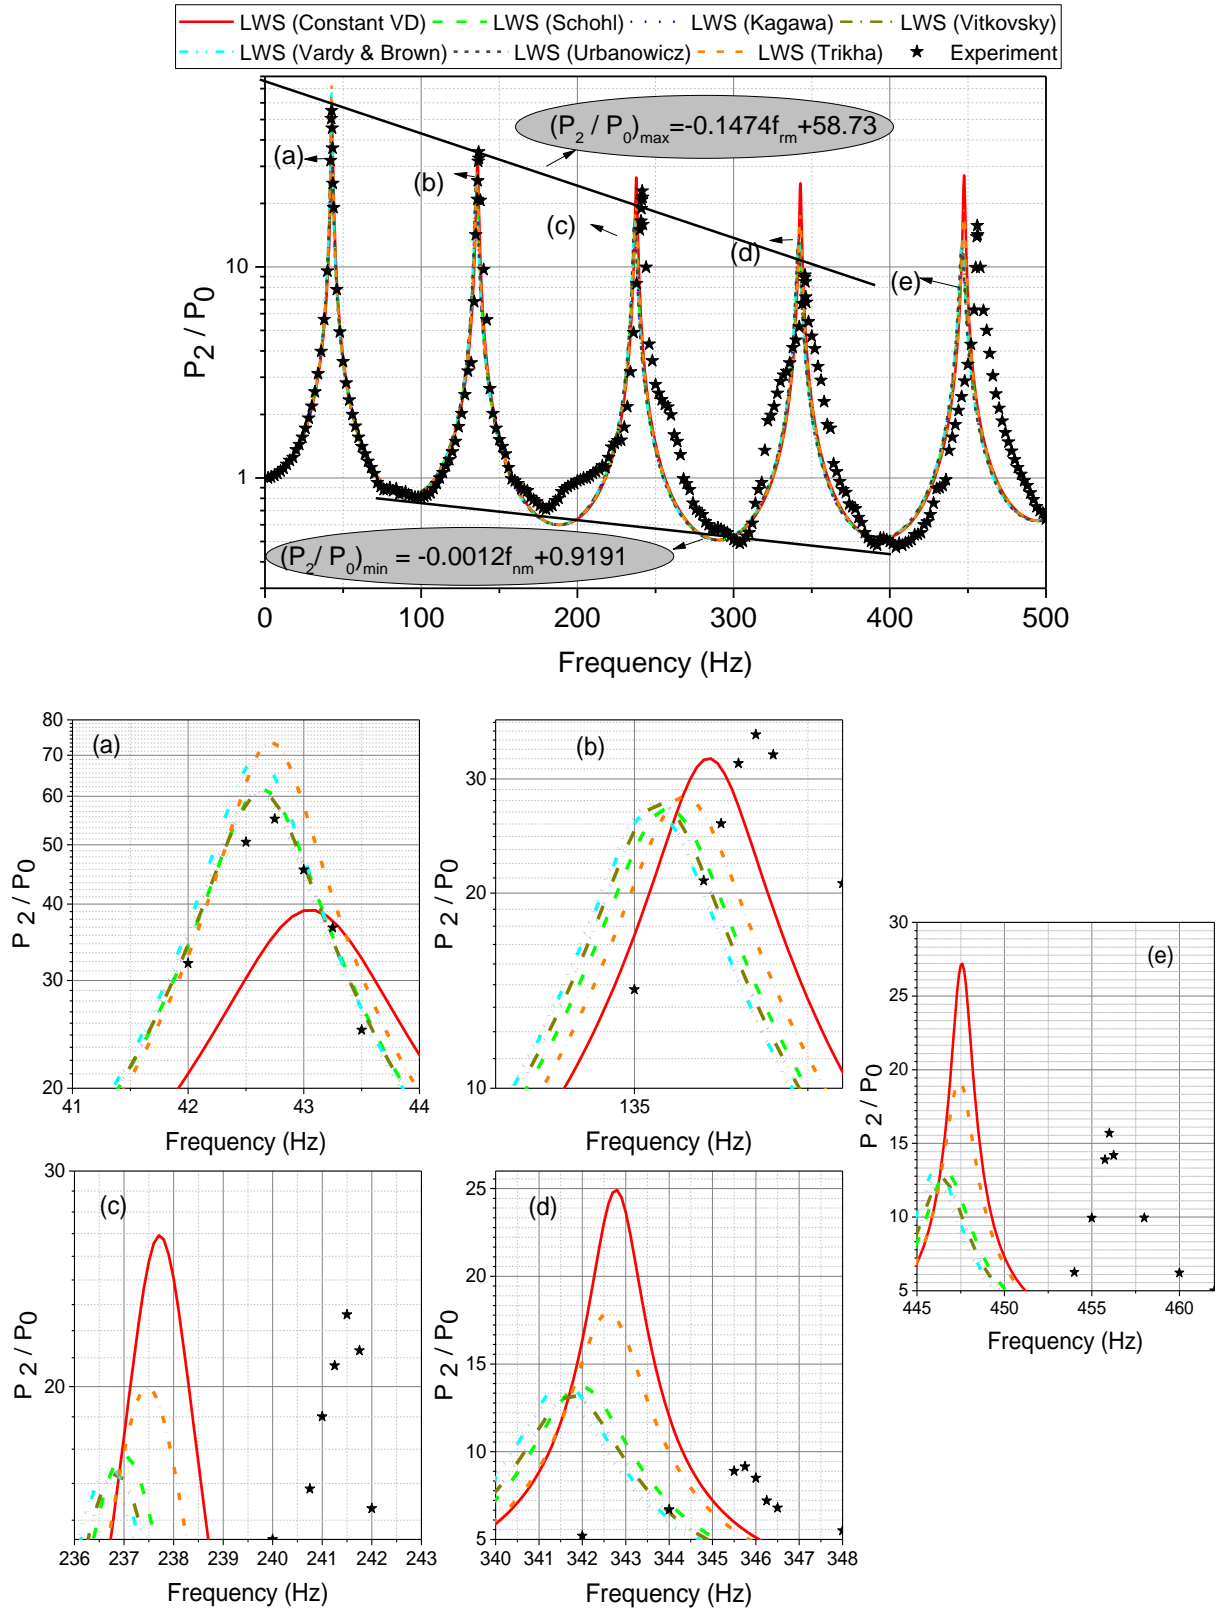 LWS (Constant VD) LWS (Schohl) LWS (Kagawa) LWS (Vitkovsky)
LWS (Vardy & Brown) LWS (Urbanowicz) LWS (Trikha) Experiment
(P2 / P0)max=-0.1474frm+58.73
(a)
(b)
(c)
(d)
(e)
10
1
P2 / P0
(P2/ P0)min = -0.0012fnm+0.9191
0 100 200 300 400 500
Frequency (Hz)
(a)
80
70
60
50
40
30
20
P 2 / P0
41 42 43 44
Frequency (Hz)
(b)
30
20
10
P 2 / P0
135
Frequency (Hz)
(e)
30
25
20
15
10
5
P 2 / P0
445 450 455 460
Frequency (Hz)
(c)
30
20
P 2 / P0
236 237 238 239 240 241 242 243
Frequency (Hz)
(d)
25
20
15
10
5
P 2 / P0
340 341 342 343 344 345 346 347 348
Frequency (Hz)